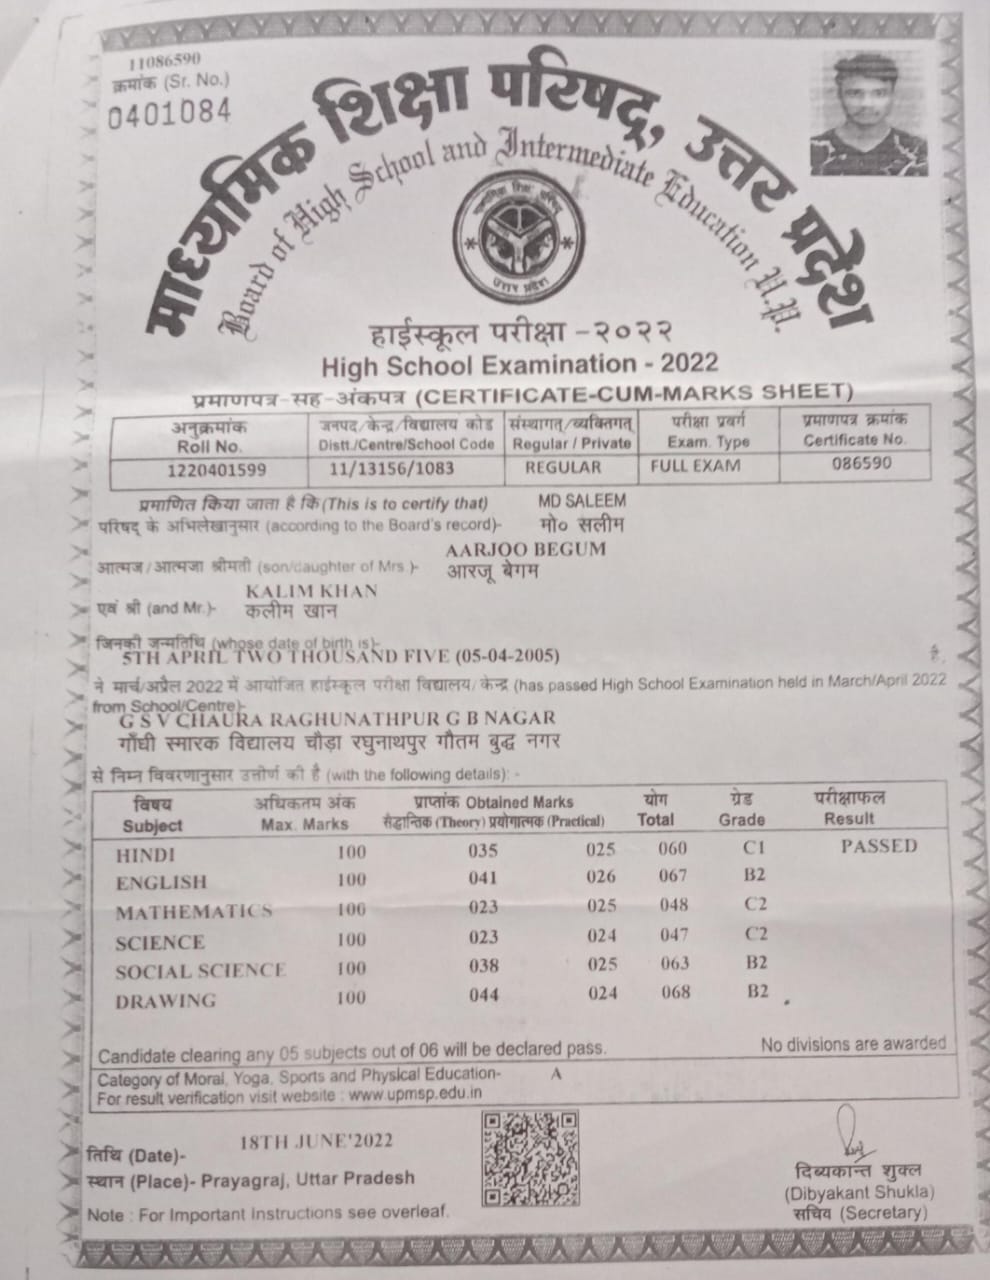 11086590
क्रमांक (Sr. No.)
0401084
माध्यमिक शिक्षा परिषद्, उत्तर प्रदेश
Board of High School and Intermediate Education U.P.
माध्यमिक शिक्षा परिषद्
उत्तर प्रदेश
हाईस्कूल परीक्षा -२०२२
High School Examination - 2022
प्रमाणपत्र-सह-अंकपत्र (CERTIFICATE-CUM-MARKS SHEET)
अनुक्रमांक जनपद/केन्द्र/विद्यालय कोड संस्थागत्/व्यक्तिगत् परीक्षा प्रवर्ग प्रमाणपत्र क्रमांक
Roll No. Distt./Centre/School Code Regular / Private Exam. Type Certificate No.
1220401599 11/13156/1083 REGULAR FULL EXAM 086590
प्रमाणित किया जाता है कि (This is to certify that) MD SALEEM
परिषद् के अभिलेखानुसार (according to the Board's record)- मो० सलीम
AARJOO BEGUM
आत्मज/आत्मजा श्रीमती (son/daughter of Mrs.)- आरजू बेगम
KALIM KHAN
एवं श्री (and Mr.)- कलीम खान
जिनकी जन्मतिथि (whose date of birth is)-
5TH APRIL TWO THOUSAND FIVE (05-04-2005) है,
ने मार्च/अप्रैल 2022 में आयोजित हाईस्कूल परीक्षा विद्यालय/केन्द्र (has passed High School Examination held in March/April 2022
from School/Centre)-
G S V CHAURA RAGHUNATHPUR G B NAGAR
गाँधी स्मारक विद्यालय चौड़ा रघुनाथपुर गौतम बुद्ध नगर
से निम्न विवरणानुसार उत्तीर्ण की है (with the following details): -
विषय अधिकतम अंक प्राप्तांक Obtained Marks योग ग्रेड परीक्षाफल
Subject Max. Marks सैद्धान्तिक (Theory) प्रयोगात्मक (Practical) Total Grade Result
HINDI 100 035 025 060 C1 PASSED
ENGLISH 100 041 026 067 B2
MATHEMATICS 100 023 025 048 C2
SCIENCE 100 023 024 047 C2
SOCIAL SCIENCE 100 038 025 063 B2
DRAWING 100 044 024 068 B2
Candidate clearing any 05 subjects out of 06 will be declared pass. No divisions are awarded
Category of Moral, Yoga, Sports and Physical Education- A
For result verification visit website : www.upmsp.edu.in
तिथि (Date)- 18TH JUNE'2022
स्थान (Place)- Prayagraj, Uttar Pradesh
Note : For Important Instructions see overleaf.
दिब्यकान्त शुक्ल
(Dibyakant Shukla)
सचिव (Secretary)